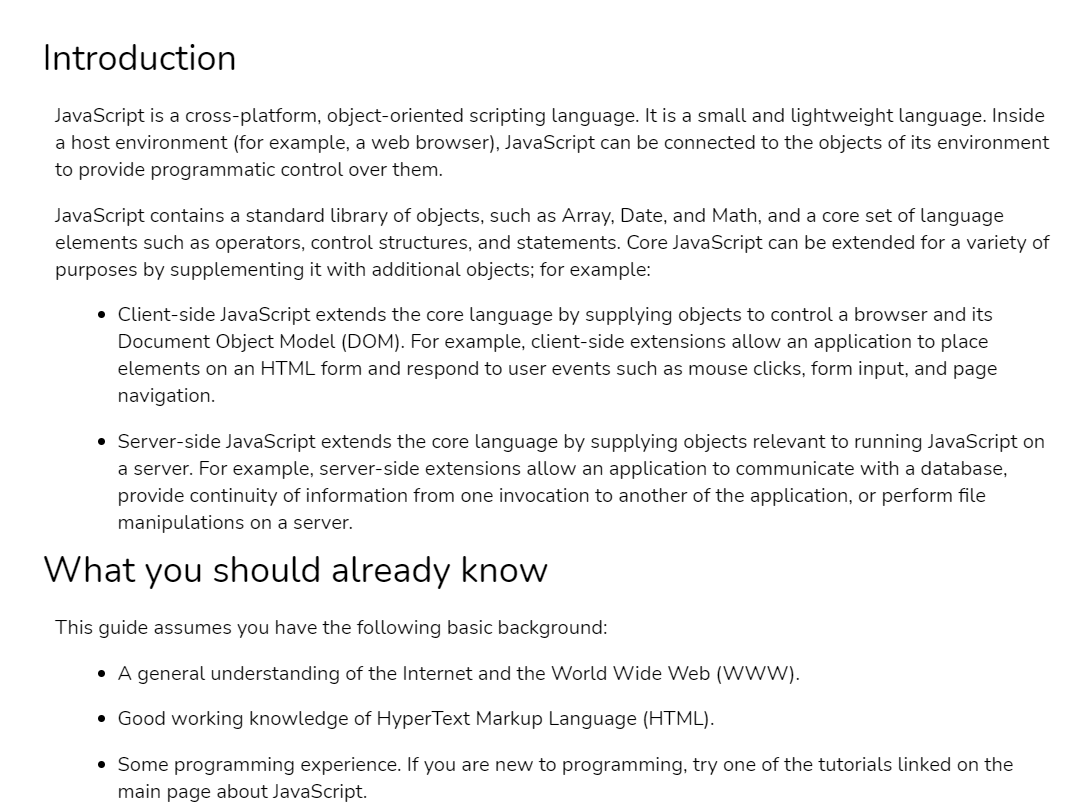 Introduction
JavaScript is a cross-platform, object-oriented scripting language. It is a small and lightweight language. Inside
a host environment (for example, a web browser), JavaScript can be connected to the objects of its environment
to provide programmatic control over them.
JavaScript contains a standard library of objects, such as Array, Date, and Math, and a core set of language
elements such as operators, control structures, and statements. Core JavaScript can be extended for a variety of
purposes by supplementing it with additional objects; for example:
• Client-side JavaScript extends the core language by supplying objects to control a browser and its
Document Object Model (DOM). For example, client-side extensions allow an application to place
elements on an HTML form and respond to user events such as mouse clicks, form input, and page
navigation.
• Server-side JavaScript extends the core language by supplying objects relevant to running JavaScript on
a server. For example, server-side extensions allow an application to communicate with a database,
provide continuity of information from one invocation to another of the application, or perform file
manipulations on a server.
What you should already know
This guide assumes you have the following basic background:
• A general understanding of the Internet and the World Wide Web (WWW).
• Good working knowledge of HyperText Markup Language (HTML).
• Some programming experience. If you are new to programming, try one of the tutorials linked on the
main page about JavaScript.